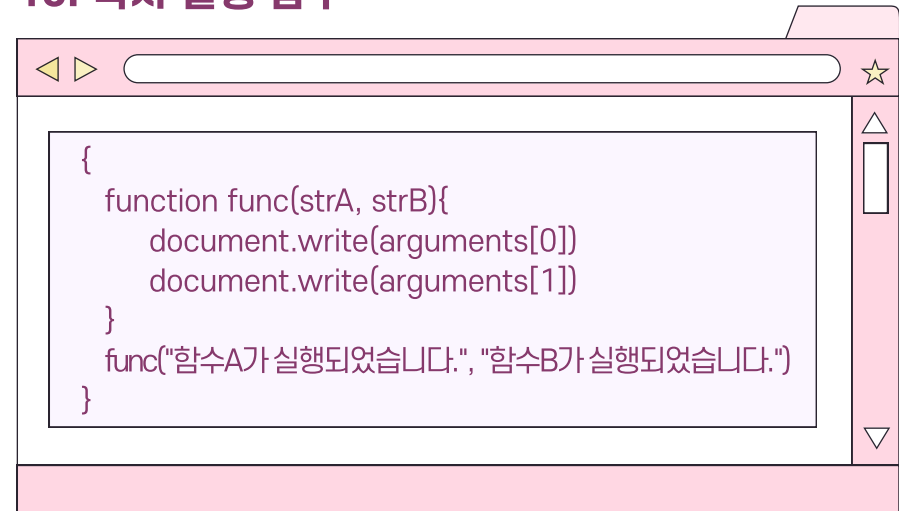 {
function func(strA, strB){
document.write(arguments[0])
document.write(arguments[1])
}
func("함수A가 실행되었습니다.", "함수B가 실행되었습니다.")
}